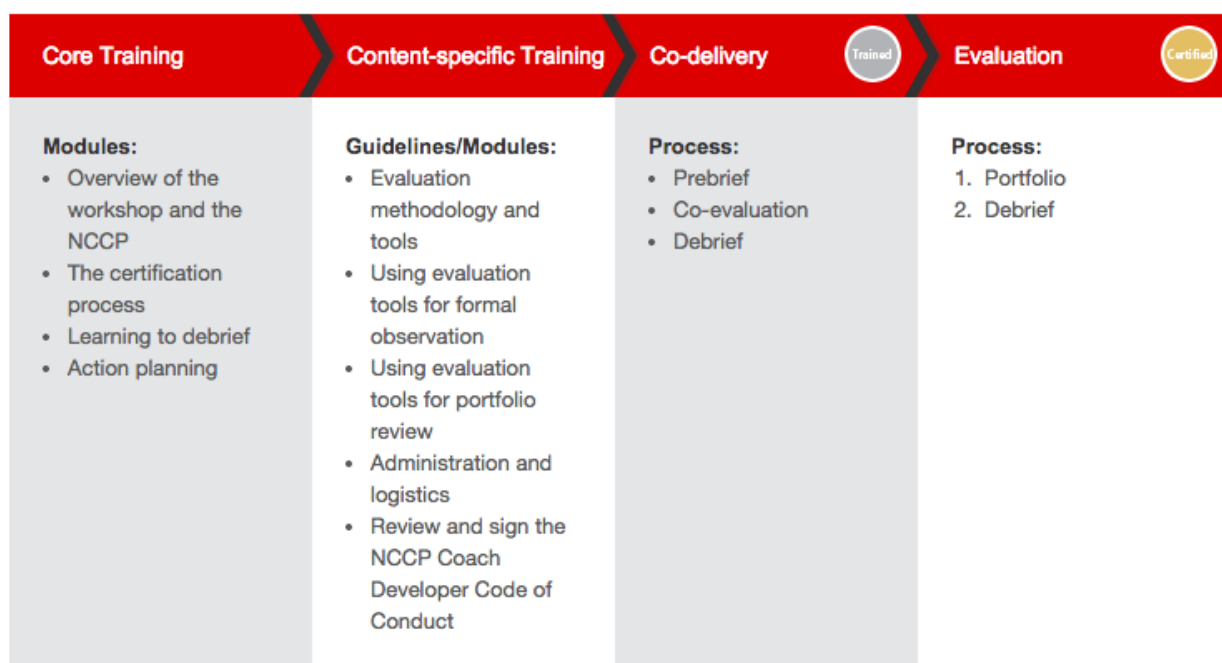 Core Training
Content-specific Training
Co-delivery
Trained
Evaluation
Certified
Modules:
• Overview of the
workshop and the
NCCP
• The certification
process
• Learning to debrief
• Action planning
Guidelines/Modules:
• Evaluation
methodology and
tools
• Using evaluation
tools for formal
observation
• Using evaluation
tools for portfolio
review
• Administration and
logistics
• Review and sign the
NCCP Coach
Developer Code of
Conduct
Process:
• Prebrief
• Co-evaluation
• Debrief
Process:
1. Portfolio
2. Debrief